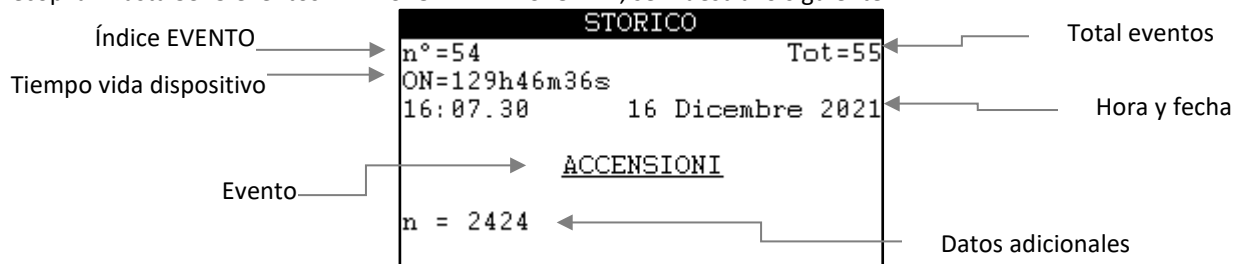 STORICO
Índice EVENTO
n°=54 Tot=55
Total eventos
Tiempo vida dispositivo
ON=129h46m36s
16:07.30 16 Dicembre 2021
Hora y fecha
ACCENSIONI
Evento
n = 2424
Datos adicionales